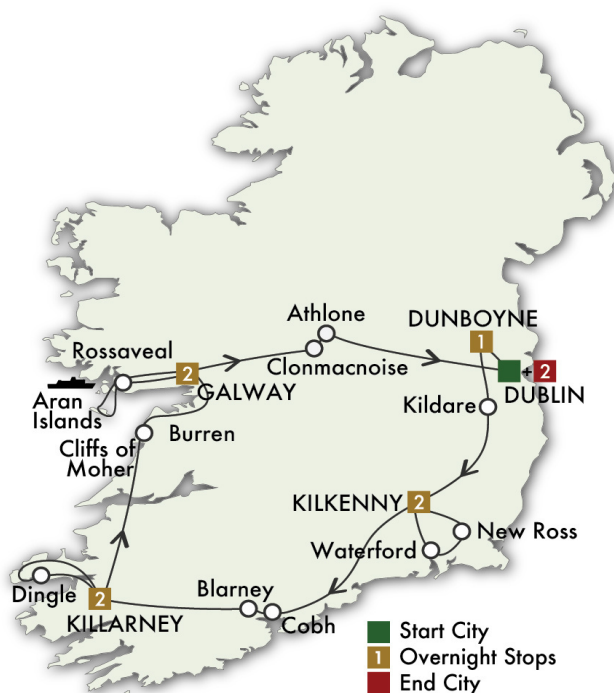 Athlone
DUNBOYNE
1
Rossaveal
2
Clonmacnoise
+
2
Aran
Islands
GALWAY
DUBLIN
Kildare
Cliffs of
Moher
Burren
KILKENNY
2
New Ross
Waterford
Dingle
2
KILLARNEY
Blarney
Cobh
Start City
1
Overnight Stops
End City